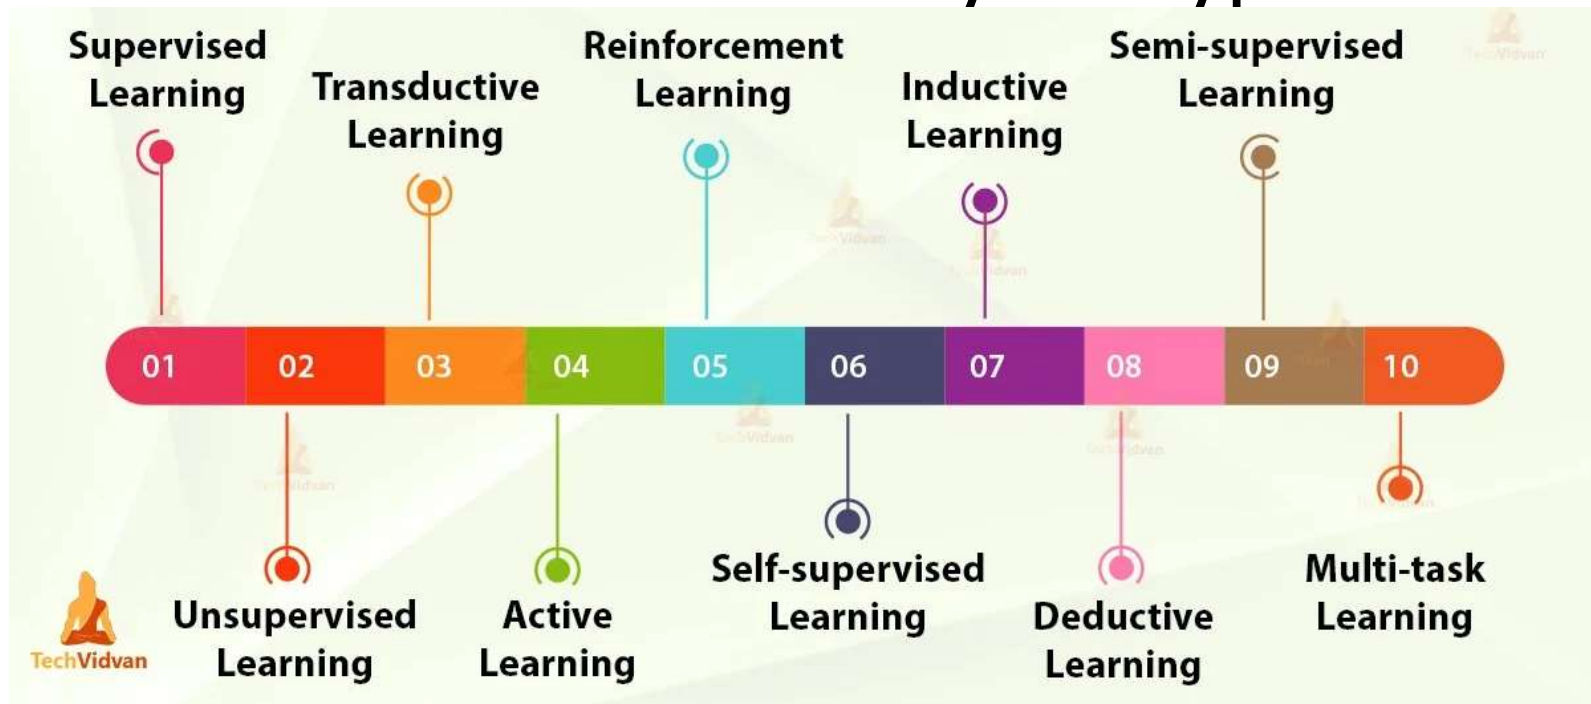 Supervised
Learning
Transductive
Learning
Reinforcement
Learning
Inductive
Learning
Semi-supervised
Learning
01 02 03 04 05 06 07 08 09 10
Unsupervised
Learning
Active
Learning
Self-supervised
Learning
Deductive
Learning
Multi-task
Learning
TechVidvan